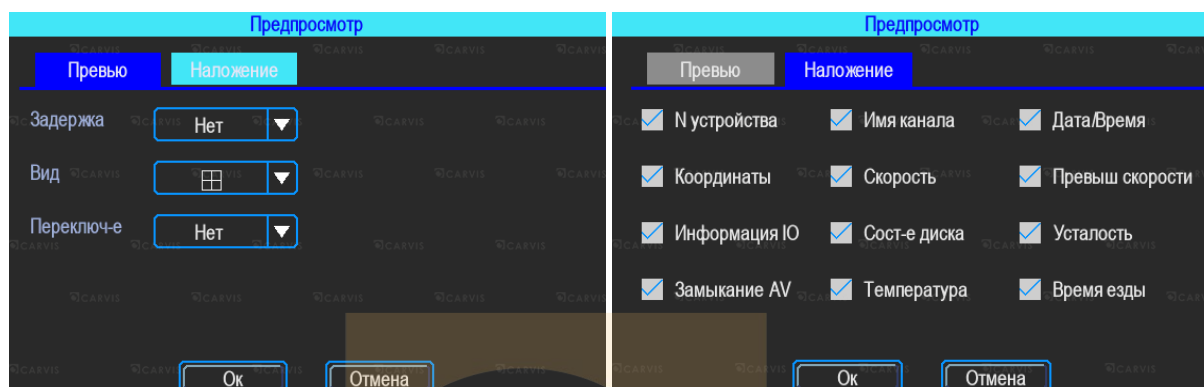 Предпросмотр
Превью Наложение
Задержка Нет
Вид
Переключ-е Нет
Ок Отмена
Предпросмотр
Превью Наложение
N устройства Имя канала Дата/Время
Координаты Скорость Превыш скорости
Информация IO Сост-е диска Усталость
Замыкание AV Температура Время езды
Ок Отмена
CARVIS